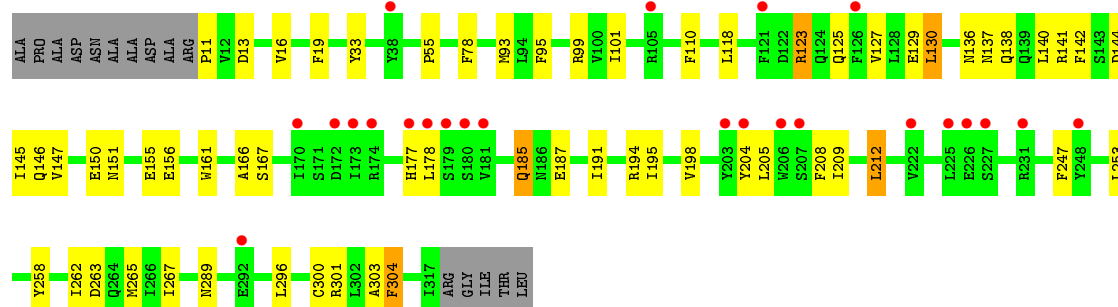 ALA PRO ALA ASP ASN ALA ALA ASP ALA ARG P11 V12 D13 V16 F19 Y33 Y38 P55 F78 M93 L94 F95 R99 V100 I101 R105 F110 L118 F121 D122 R123 Q124 Q125 F126 V127 L128 E129 L130 N136 N137 Q138 Q139 L140 R141 F142 S143 D144
I145 Q146 V147 E150 N151 E155 E156 W161 A166 S167 I170 S171 D172 I173 R174 H177 L178 S179 S180 V181 Q185 N186 E187 I191 R194 I195 V198 Y203 Y204 L205 W206 S207 F208 I209 L212 V222 L225 E226 S227 R231 F247 Y248 L253
Y258 I262 D263 Q264 M265 I266 I267 N289 E292 L296 C300 R301 L302 A303 F304 I317 ARG GLY ILE THR LEU